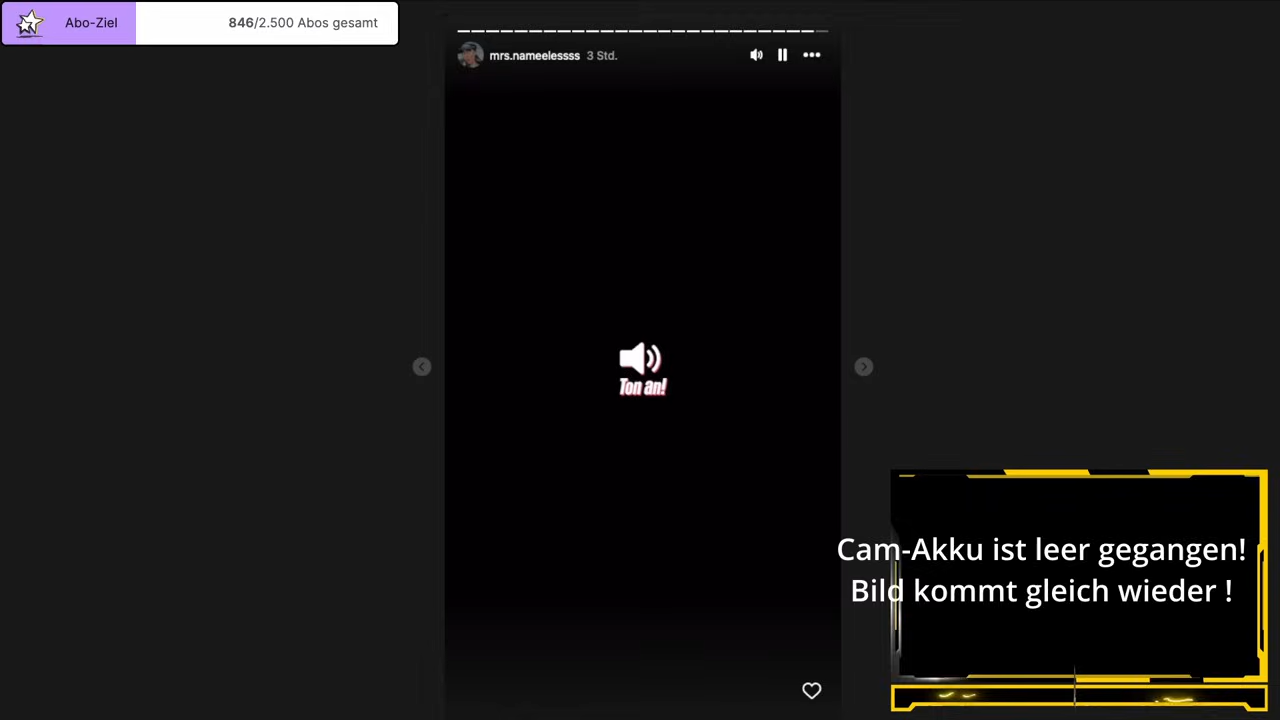 Abo-Ziel
846/2.500 Abos gesamt
mrs.nameelessss 3 Std.
Ton an!
Cam-Akku ist leer gegangen!
Bild kommt gleich wieder !